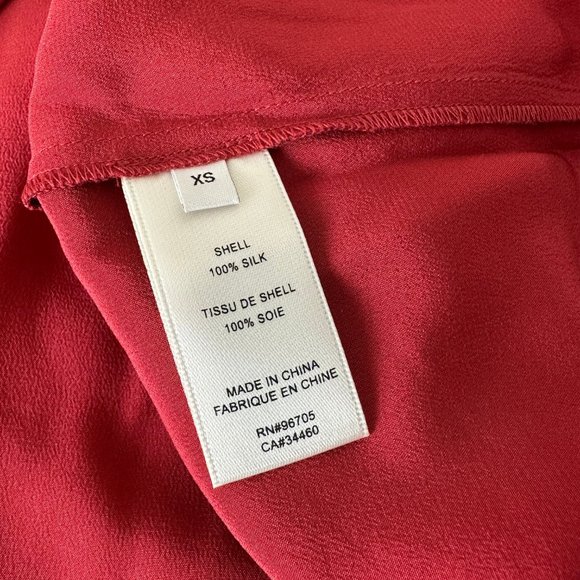 XS
SHELL
100% SILK
TISSU DE SHELL
100% SOIE
MADE IN CHINA
FABRIQUE EN CHINE
RN#96705
CA#34460